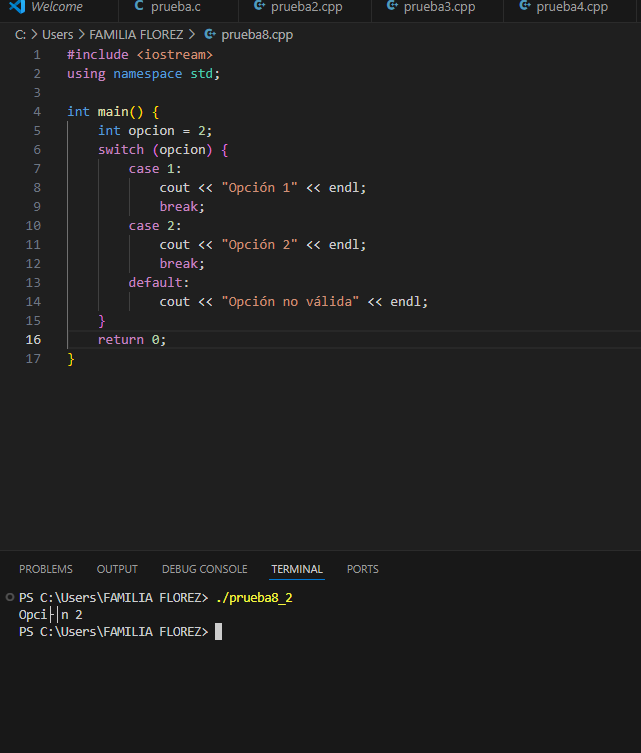 Welcome prueba.c prueba2.cpp prueba3.cpp prueba4.cpp
C: > Users > FAMILIA FLOREZ > prueba8.cpp
1 #include <iostream>
2 using namespace std;
3
4 int main() {
5 int opcion = 2;
6 switch (opcion) {
7 case 1:
8 cout << "Opción 1" << endl;
9 break;
10 case 2:
11 cout << "Opción 2" << endl;
12 break;
13 default:
14 cout << "Opción no válida" << endl;
15 }
16 return 0;
17 }
PROBLEMS OUTPUT DEBUG CONSOLE TERMINAL PORTS
PS C:\Users\FAMILIA FLOREZ> ./prueba8_2
Opci├│n 2
PS C:\Users\FAMILIA FLOREZ>